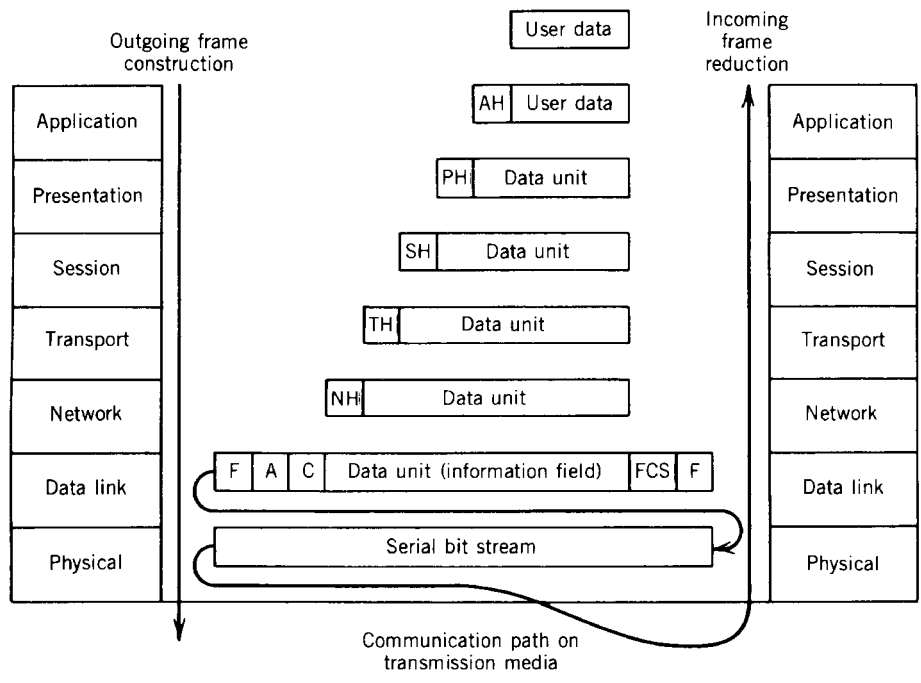 User data
Outgoing frame
construction
Incoming
frame
reduction
Application
AH User data
Application
Presentation
PH Data unit
Presentation
Session
SH Data unit
Session
Transport
TH Data unit
Transport
Network
NH Data unit
Network
Data link
F A C Data unit (information field) FCS F
Data link
Physical
Serial bit stream
Physical
Communication path on
transmission media